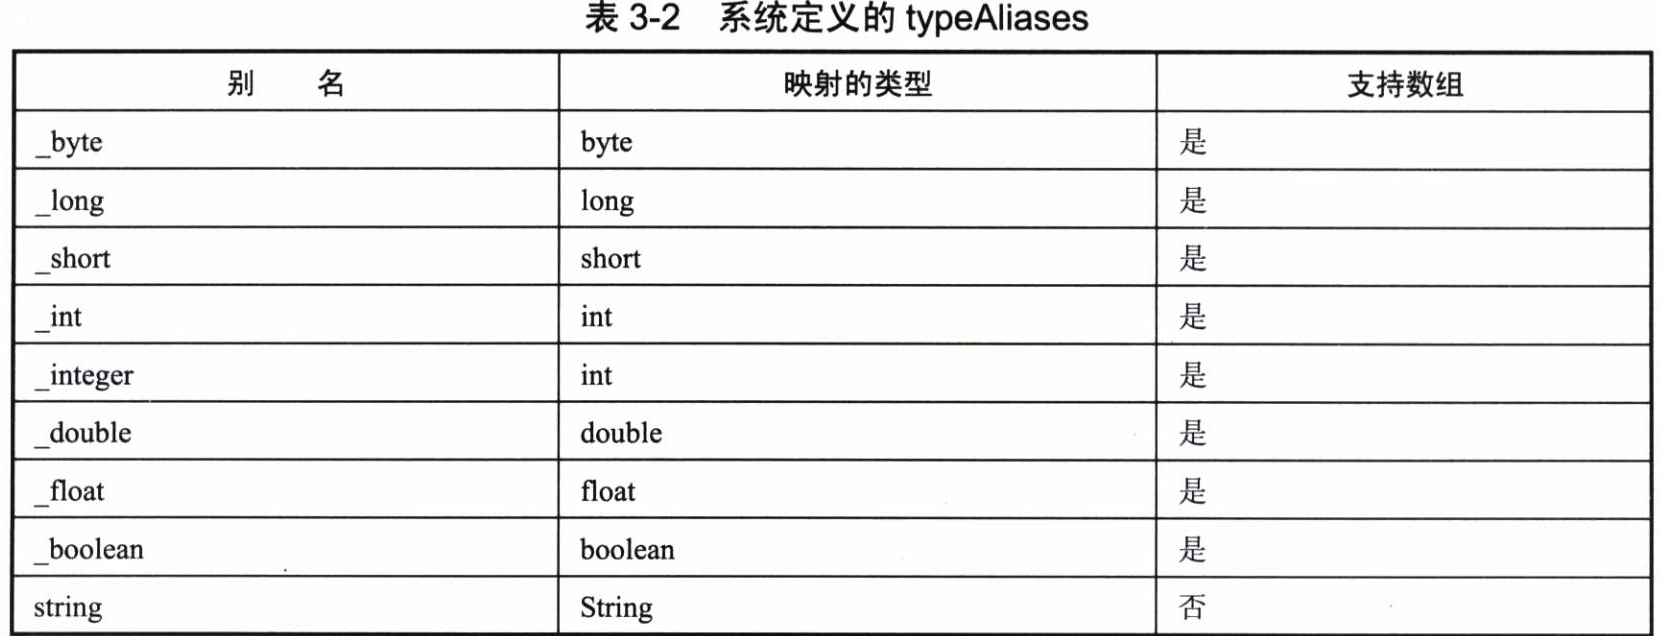 表 3-2 系统定义的 typeAliases
别 名 映射的类型 支持数组
_byte byte 是
_long long 是
_short short 是
_int int 是
_integer int 是
_double double 是
_float float 是
_boolean boolean 是
string String 否